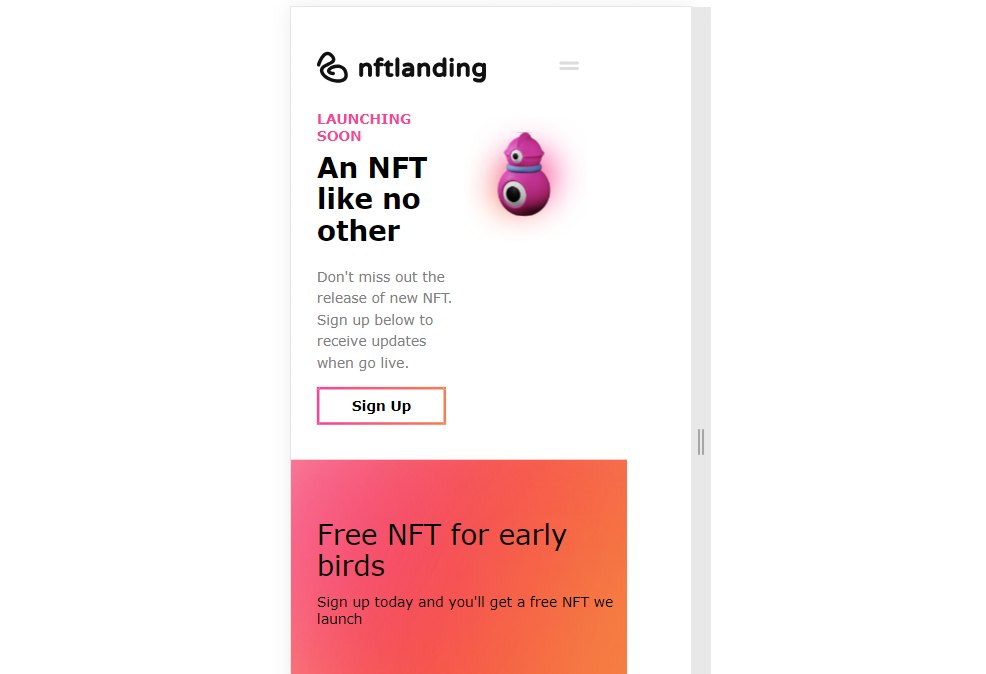 nftlanding
LAUNCHING
SOON
An NFT
like no
other
Don't miss out the
release of new NFT.
Sign up below to
receive updates
when go live.
Sign Up
Free NFT for early
birds
Sign up today and you'll get a free NFT we
launch